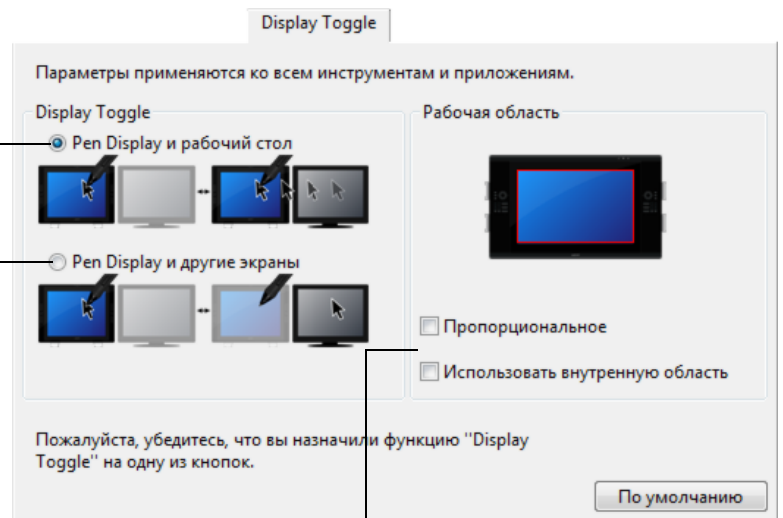 Display Toggle
Параметры применяются ко всем инструментам и приложениям.
Display Toggle
Pen Display и рабочий стол
Pen Display и другие экраны
Рабочая область
Пропорциональное
Использовать внутренную область
Пожалуйста, убедитесь, что вы назначили функцию "Display
Toggle" на одну из кнопок.
По умолчанию